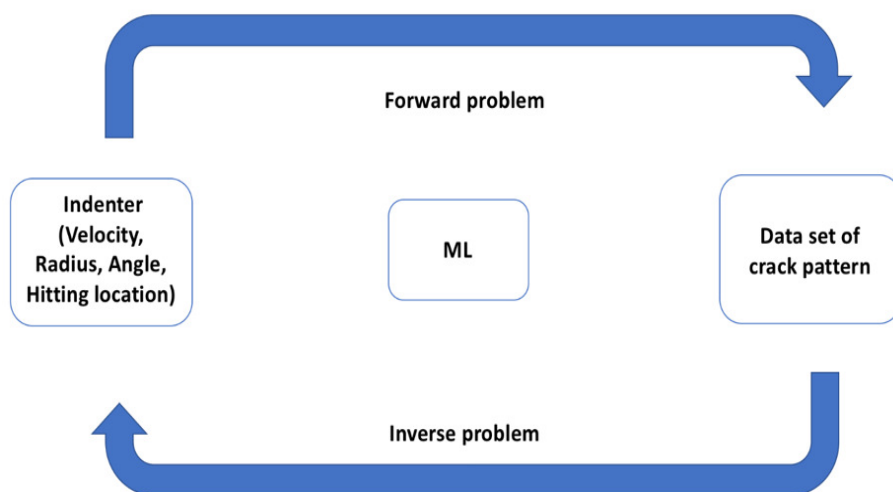 Forward problem
Indenter
(Velocity,
Radius, Angle,
Hitting location)
ML
Data set of
crack pattern
Inverse problem